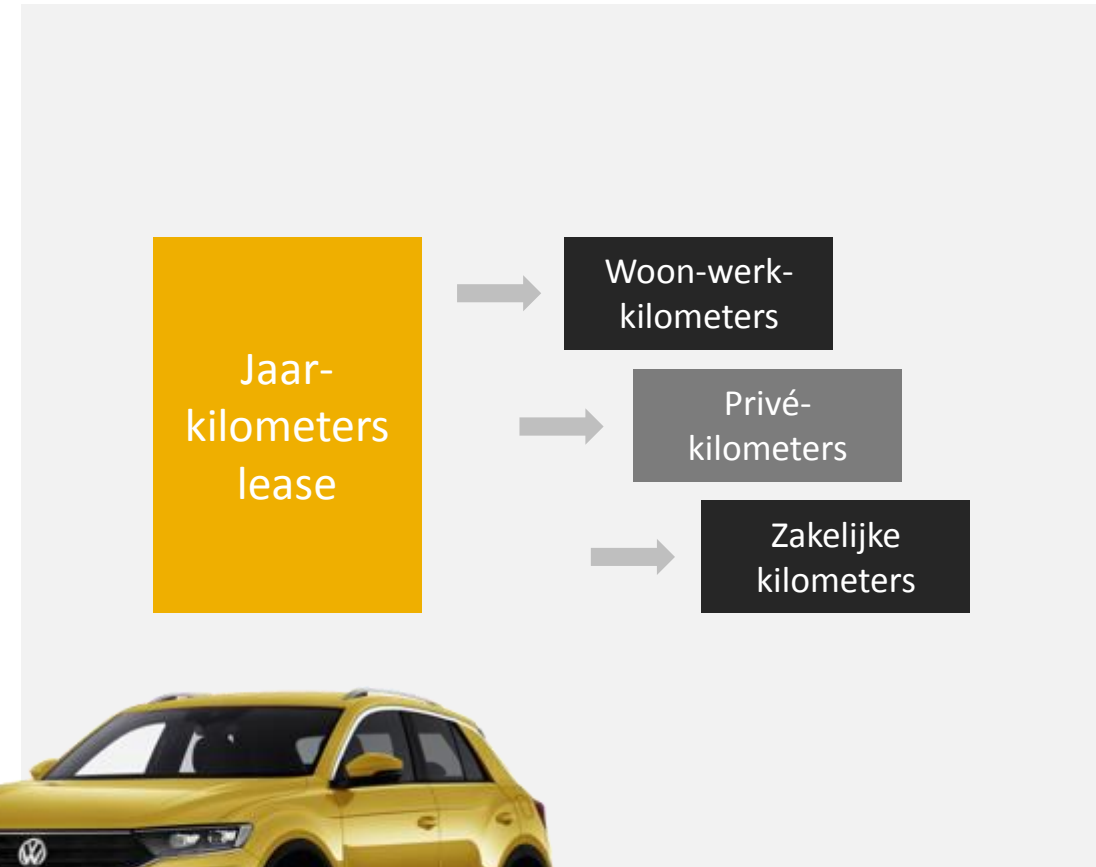 Jaar-
kilometers
lease
Woon-werk-
kilometers
Privé-
kilometers
Zakelijke
kilometers